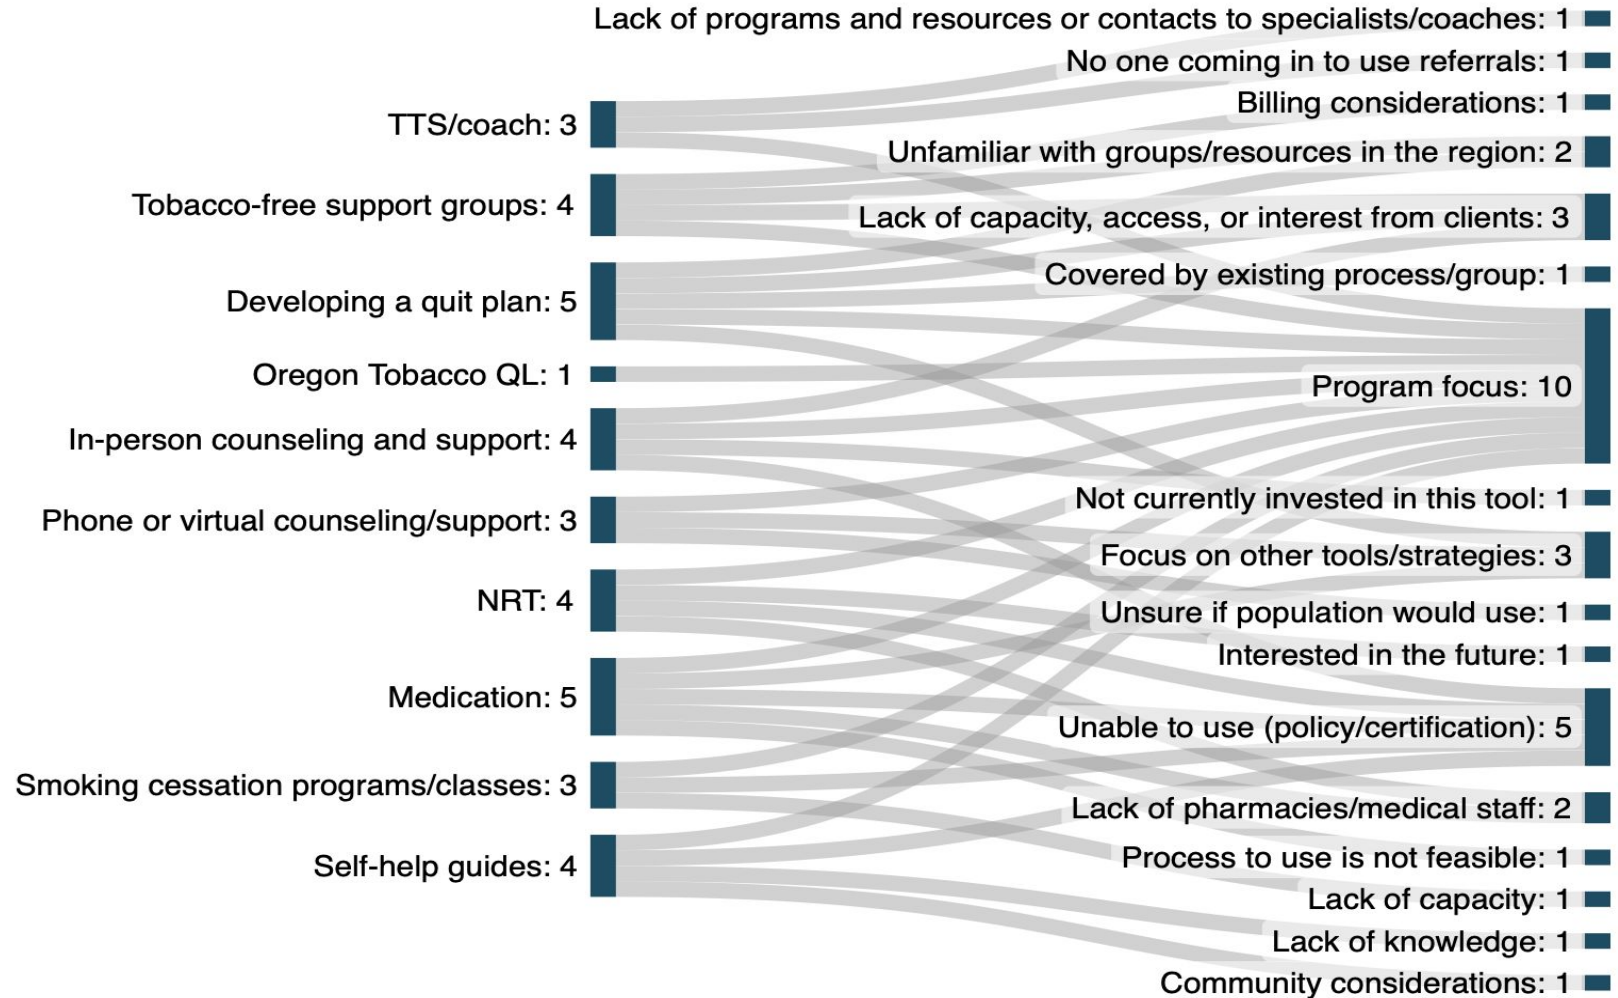 Lack of programs and resources or contacts to specialists/coaches: 1
No one coming in to use referrals: 1
Billing considerations: 1
TTS/coach: 3
Unfamiliar with groups/resources in the region: 2
Tobacco-free support groups: 4
Lack of capacity, access, or interest from clients: 3
Covered by existing process/group: 1
Developing a quit plan: 5
Oregon Tobacco QL: 1
Program focus: 10
In-person counseling and support: 4
Not currently invested in this tool: 1
Phone or virtual counseling/support: 3
Focus on other tools/strategies: 3
NRT: 4
Unsure if population would use: 1
Interested in the future: 1
Medication: 5
Unable to use (policy/certification): 5
Smoking cessation programs/classes: 3
Lack of pharmacies/medical staff: 2
Process to use is not feasible: 1
Self-help guides: 4
Lack of capacity: 1
Lack of knowledge: 1
Community considerations: 1